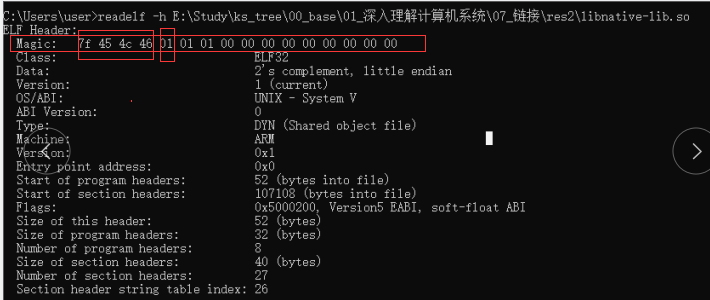 C:\Users\user>readelf -h E:\Study\ks_tree\00_base\01_深入理解计算机系统\07_链接\res2\libnative-lib.so
ELF Header:
Magic: 7f 45 4c 46 01 01 01 00 00 00 00 00 00 00 00 00
Class: ELF32
Data: 2's complement, little endian
Version: 1 (current)
OS/ABI: UNIX - System V
ABI Version: 0
Type: DYN (Shared object file)
Machine: ARM
Version: 0x1
Entry point address: 0x0
Start of program headers: 52 (bytes into file)
Start of section headers: 107108 (bytes into file)
Flags: 0x5000200, Version5 EABI, soft-float ABI
Size of this header: 52 (bytes)
Size of program headers: 32 (bytes)
Number of program headers: 8
Size of section headers: 40 (bytes)
Number of section headers: 27
Section header string table index: 26